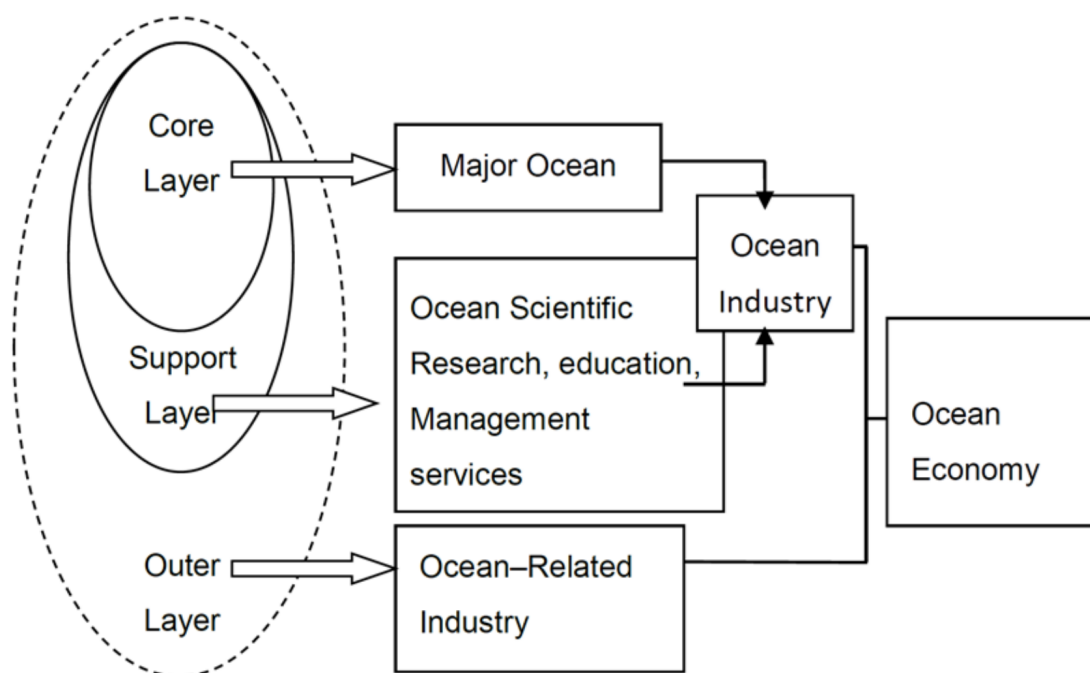 Core
Layer
Major Ocean
Ocean
Industry
Ocean Scientific
Research, education,
Management
services
Support
Layer
Ocean
Economy
Outer
Layer
Ocean–Related
Industry